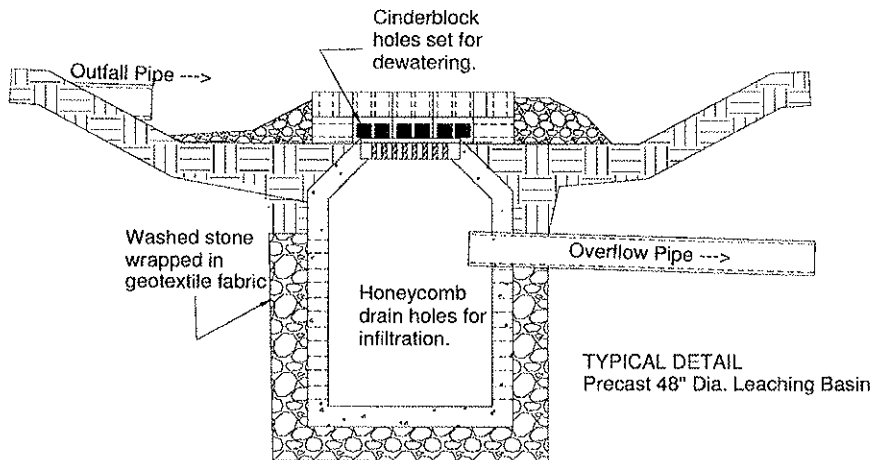 Cinderblock
holes set for
dewatering.
Outfall Pipe --->
Washed stone
wrapped in
geotextile fabric
Overflow Pipe --->
Honeycomb
drain holes for
infiltration.
TYPICAL DETAIL
Precast 48" Dia. Leaching Basin